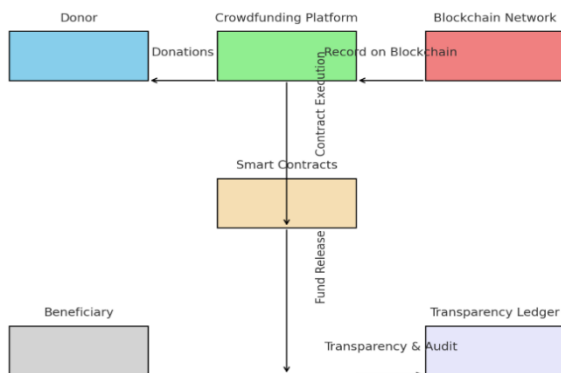 Donor
Crowdfunding Platform
Blockchain Network
Donations
Record on Blockchain
Contract Execution
Smart Contracts
Fund Release
Beneficiary
Transparency Ledger
Transparency & Audit